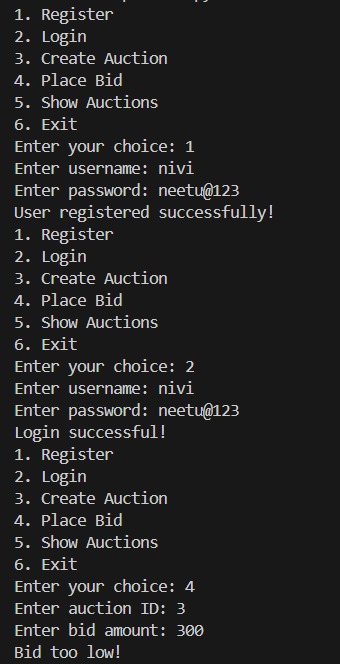 1. Register
2. Login
3. Create Auction
4. Place Bid
5. Show Auctions
6. Exit
Enter your choice: 1
Enter username: nivi
Enter password: neetu@123
User registered successfully!
1. Register
2. Login
3. Create Auction
4. Place Bid
5. Show Auctions
6. Exit
Enter your choice: 2
Enter username: nivi
Enter password: neetu@123
Login successful!
1. Register
2. Login
3. Create Auction
4. Place Bid
5. Show Auctions
6. Exit
Enter your choice: 4
Enter auction ID: 3
Enter bid amount: 300
Bid too low!